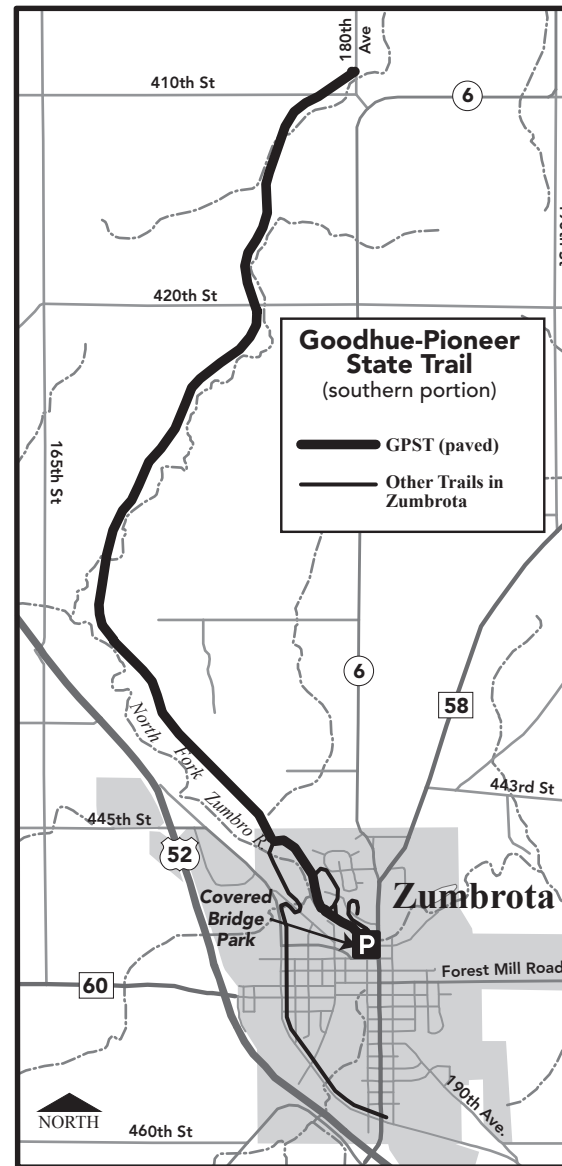 180th
Ave
410th St
6
420th St
Goodhue-Pioneer
State Trail
(southern portion)
GPST (paved)
Other Trails in
Zumbrota
165th St
6
58
North Fork Zumbro R.
443rd St
445th St
52
Covered
Bridge
Park
Zumbrota
P
Forest Mill Road
60
190th Ave.
NORTH
460th St